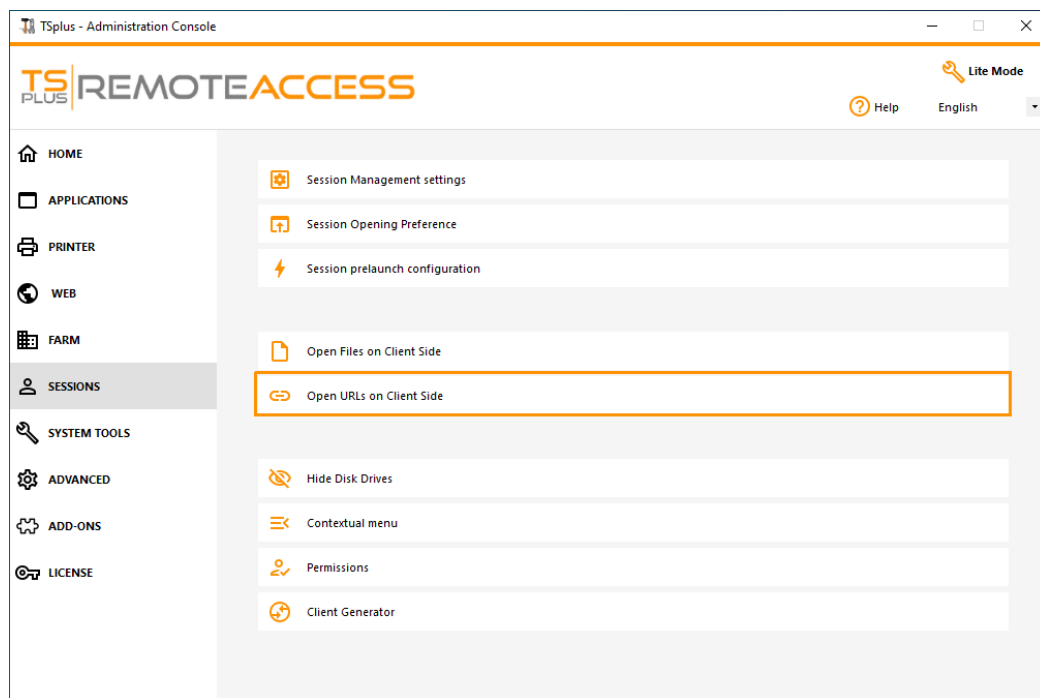 TSplus - Administration Console
TS PLUS REMOTEACCESS
Lite Mode
Help
English
HOME
APPLICATIONS
PRINTER
WEB
FARM
SESSIONS
SYSTEM TOOLS
ADVANCED
ADD-ONS
LICENSE
Session Management settings
Session Opening Preference
Session prelaunch configuration
Open Files on Client Side
Open URLs on Client Side
Hide Disk Drives
Contextual menu
Permissions
Client Generator